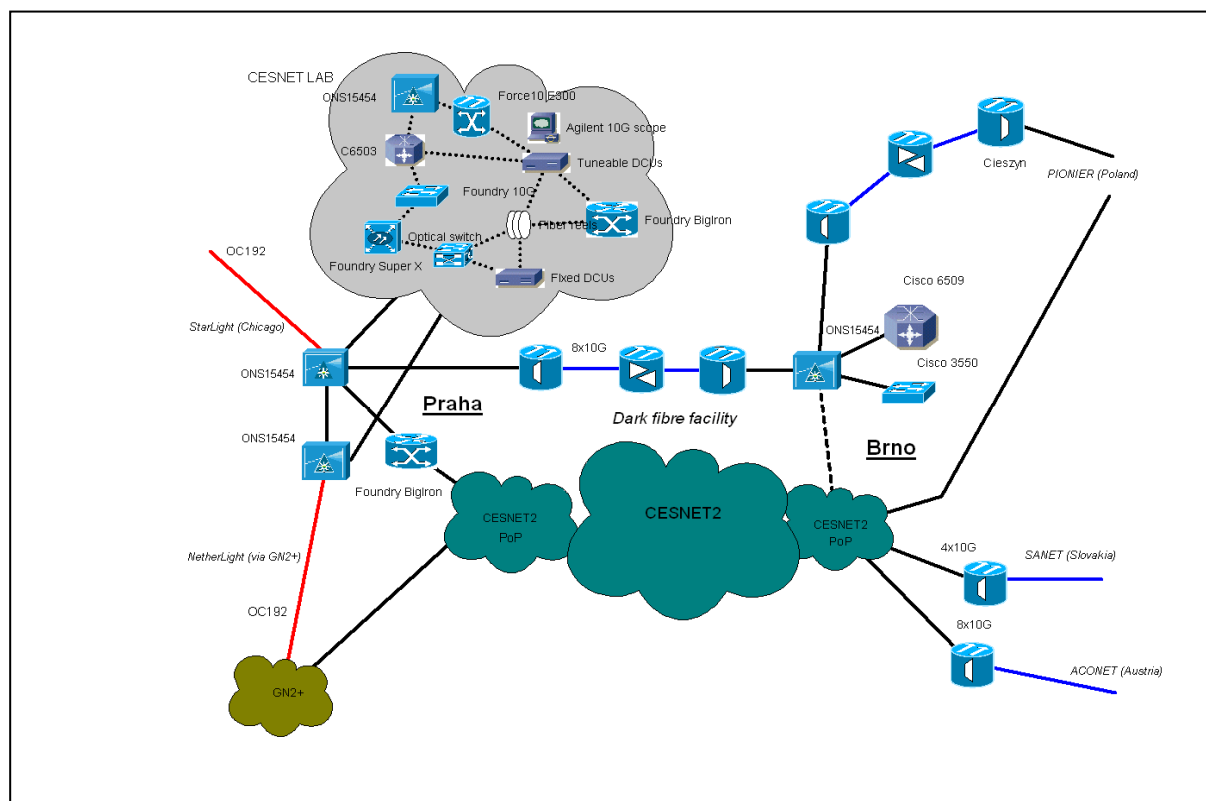 CESNET LAB
ONS15454
Force10 E300
Agilent 10G scope
C6503
Tuneable DCUs
Foundry 10G
Fiber reels
Foundry BigIron
Optical switch
Foundry Super X
FIxed DCUs
Cieszyn
PIONIER (Poland)
OC192
StarLight (Chicago)
ONS15454
8x10G
Cisco 6509
ONS15454
Cisco 3550
Praha
Dark fibre facility
Brno
ONS15454
Foundry BigIron
CESNET2
PoP
CESNET2
CESNET2
PoP
NetherLight (via GN2+)
4x10G
SANET (Slovakia)
OC192
8x10G
ACONET (Austria)
GN2+